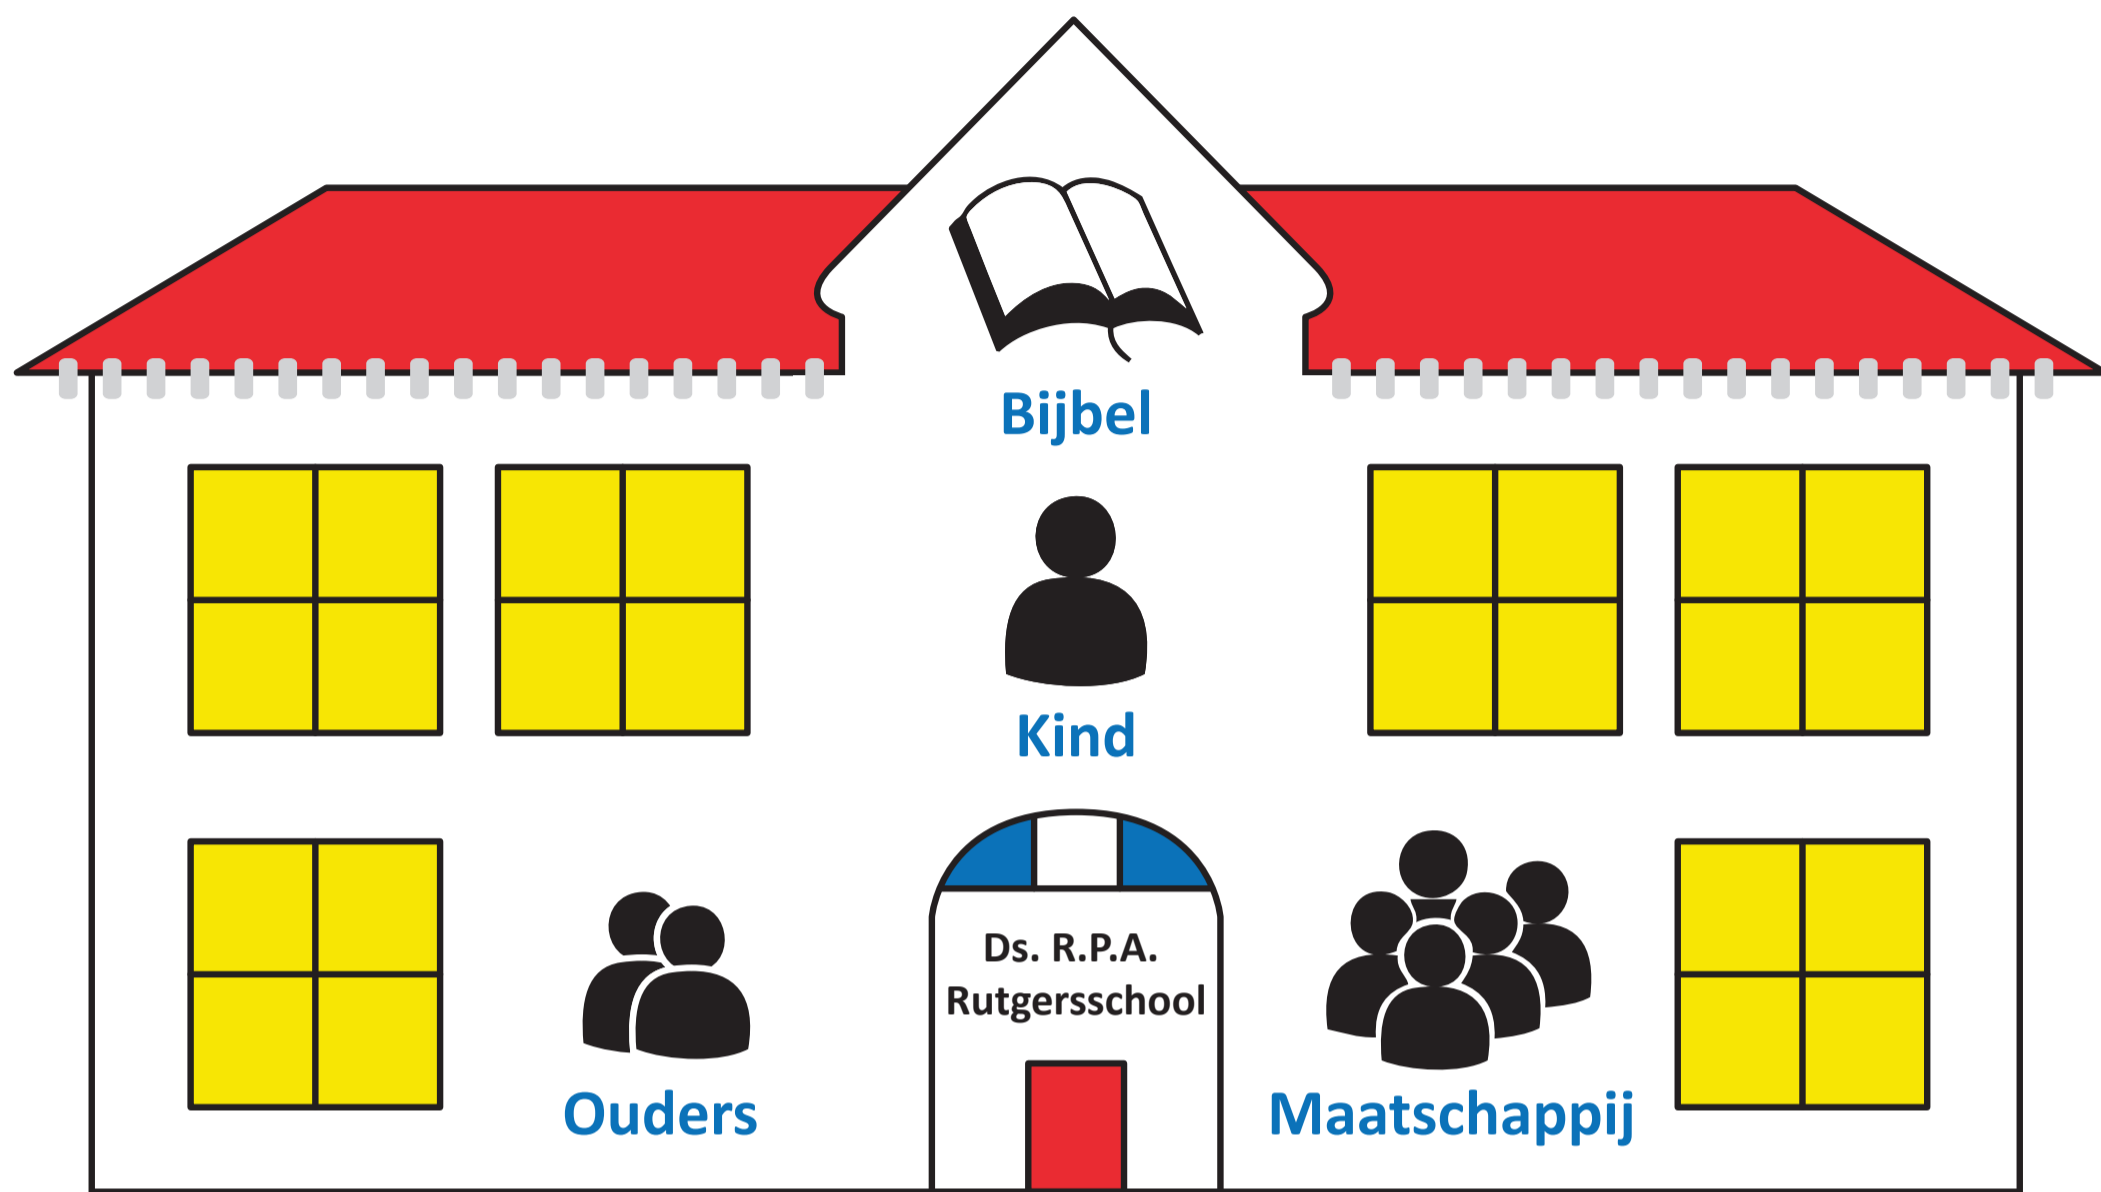 Bijbel
Kind
Ds. R.P.A.
Rutgersschool
Ouders
Maatschappij